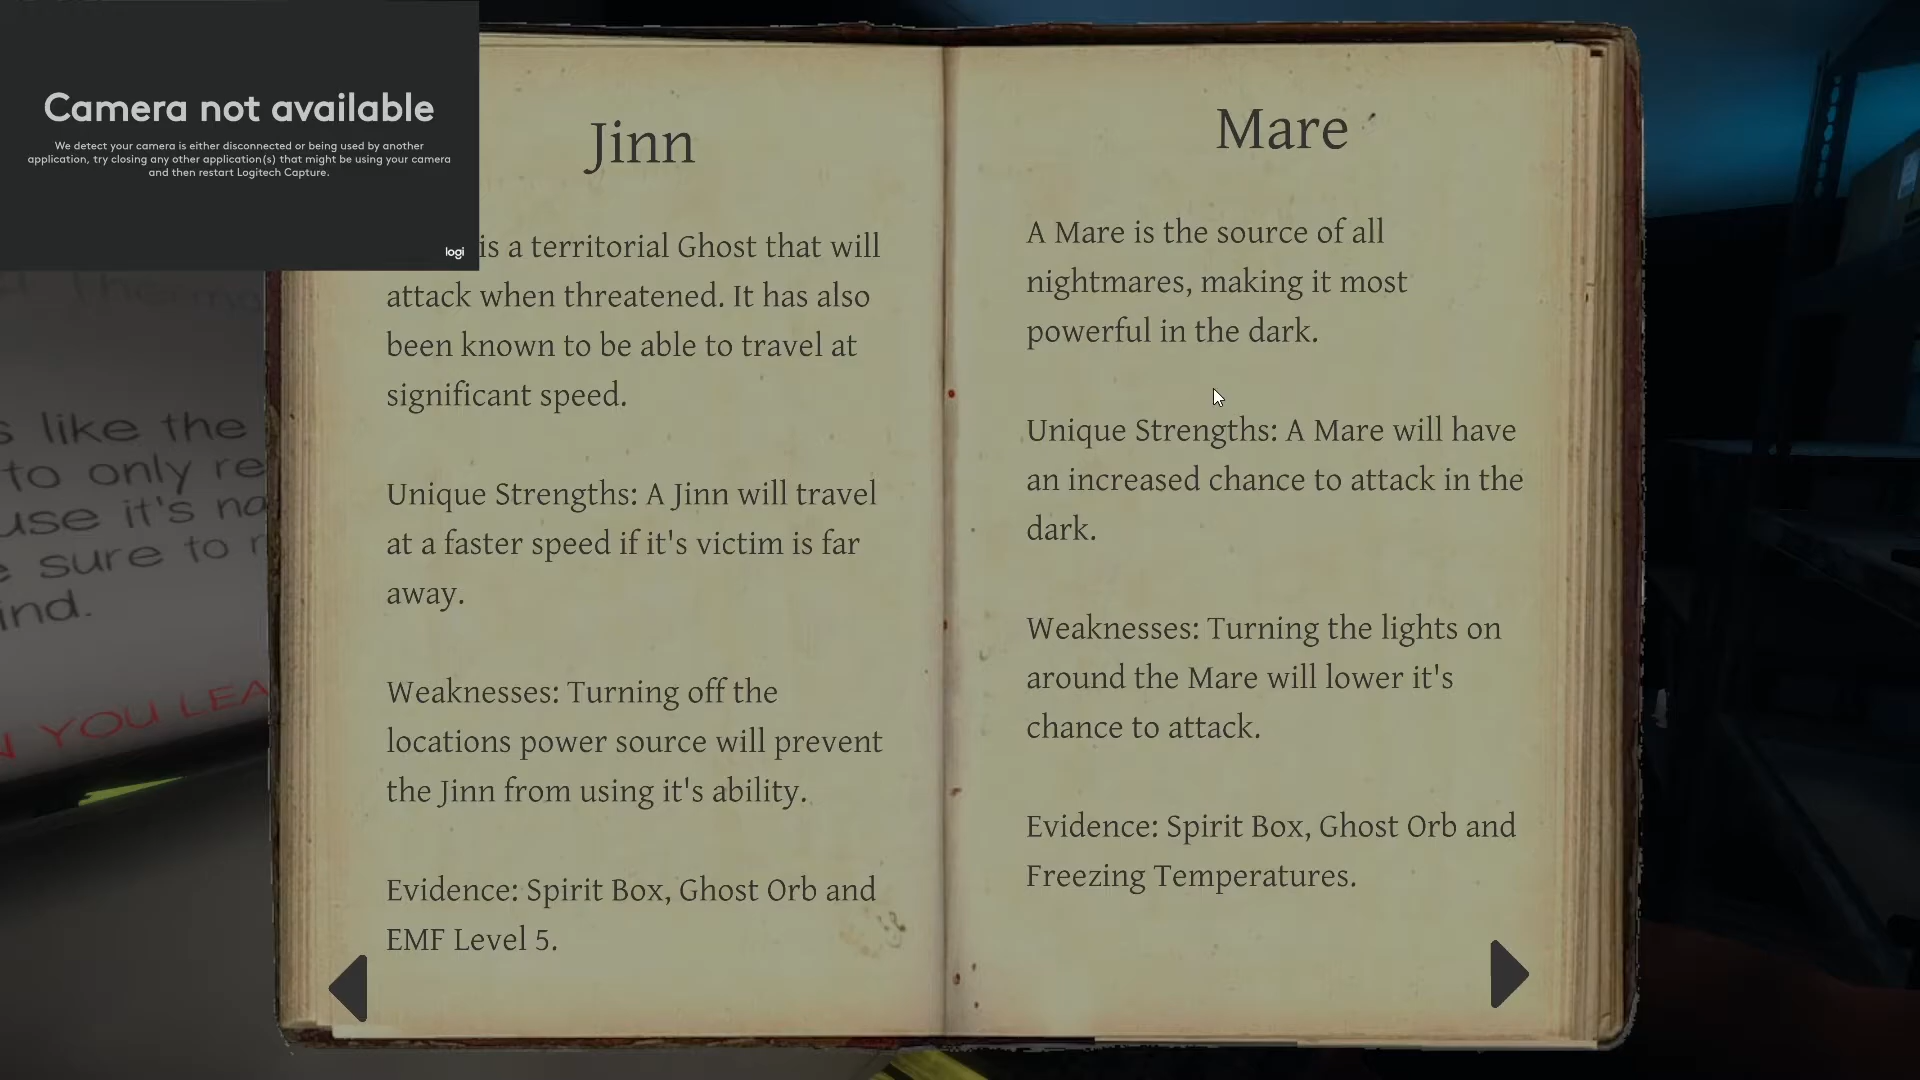 Camera not available
We detect your camera is either disconnected or being used by another
application, try closing any other application(s) that might be using your camera
and then restart Logitech Capture.
logi
Jinn
is a territorial Ghost that will
attack when threatened. It has also
been known to be able to travel at
significant speed.
Unique Strengths: A Jinn will travel
at a faster speed if it's victim is far
away.
Weaknesses: Turning off the
locations power source will prevent
the Jinn from using it's ability.
Evidence: Spirit Box, Ghost Orb and
EMF Level 5.
Mare
A Mare is the source of all
nightmares, making it most
powerful in the dark.
Unique Strengths: A Mare will have
an increased chance to attack in the
dark.
Weaknesses: Turning the lights on
around the Mare will lower it's
chance to attack.
Evidence: Spirit Box, Ghost Orb and
Freezing Temperatures.
s like the
to only re
use it's na
sure to r
ind.
N YOU LEA